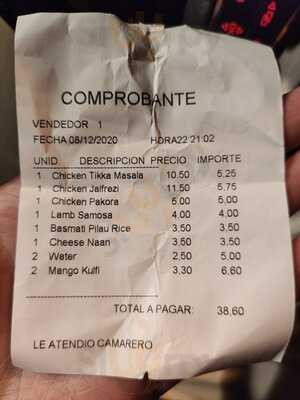 COMPROBANTE
VENDEDOR 1
FECHA 08/12/2020 HORA22:21:02
UNID. DESCRIPCION PRECIO IMPORTE
1 Chicken Tikka Masala 10.50 5,25
1 Chicken Jalfrezi 11.50 5.75
1 Chicken Pakora 5,00 5,00
1 Lamb Samosa 4,00 4,00
1 Basmati Pilau Rice 3,50 3,50
1 Cheese Naan 3,50 3,50
2 Water 2,50 5,00
2 Mango Kulfi 3,30 6,60
TOTAL A PAGAR: 38,60
LE ATENDIO CAMARERO